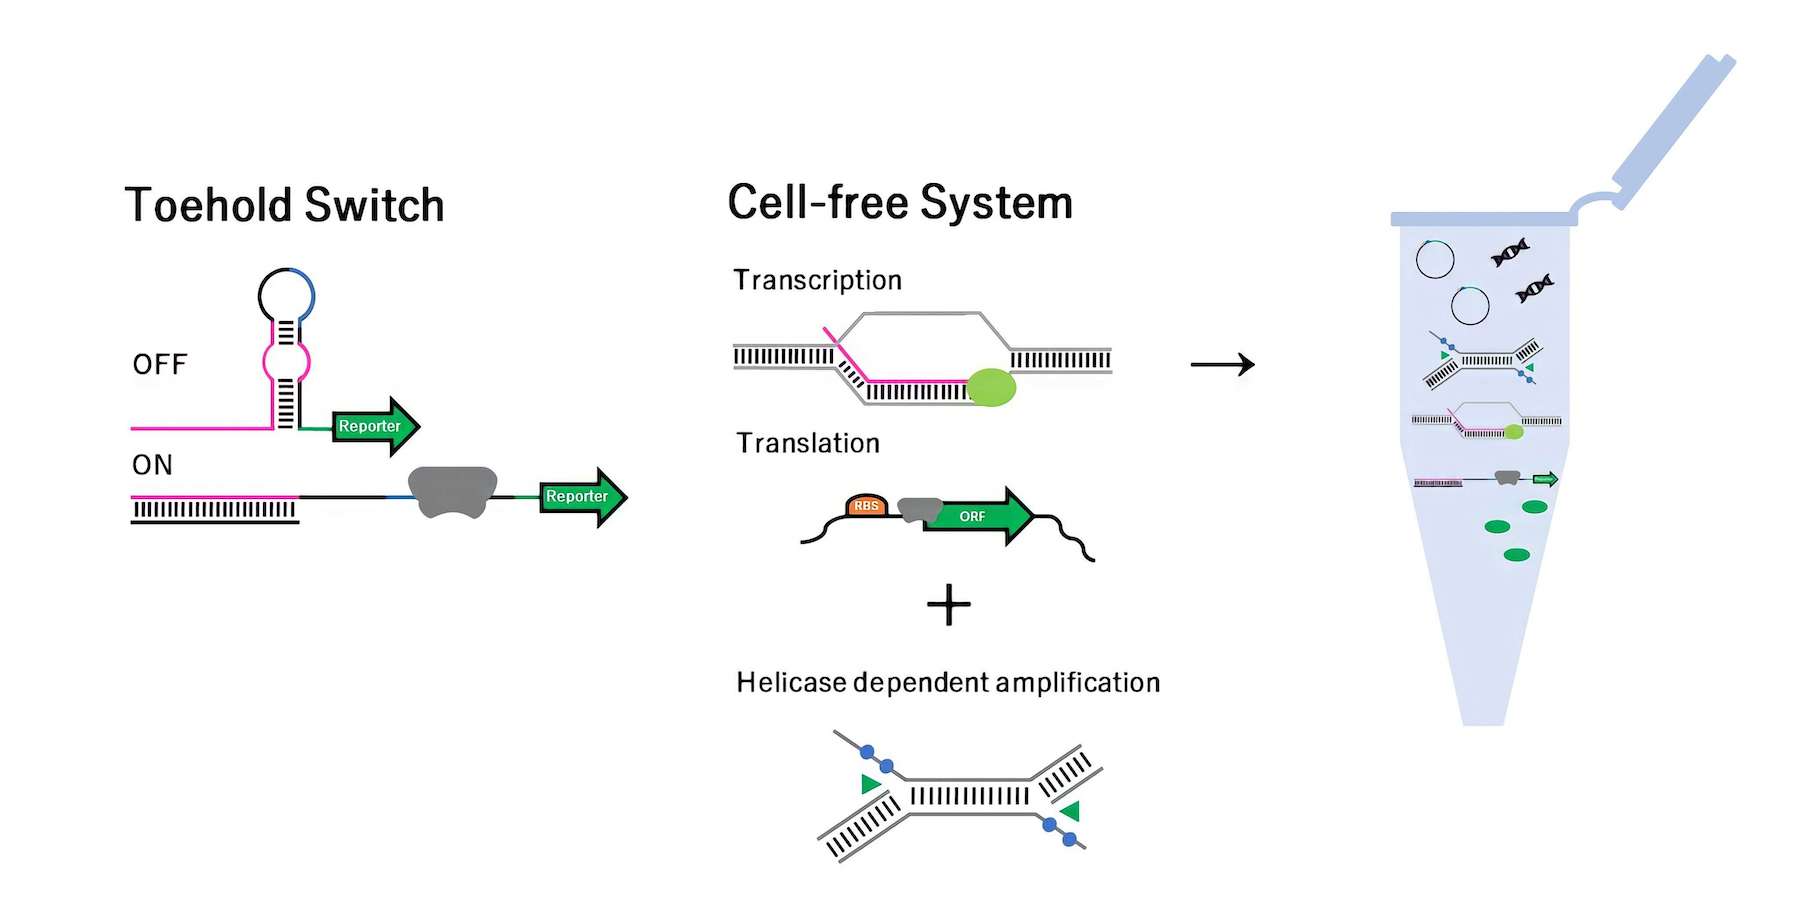 Toehold Switch
OFF
Reporter
ON
Reporter
Cell-free System
Transcription
Translation
RBS
ORF
+
Helicase dependent amplification
Reporter